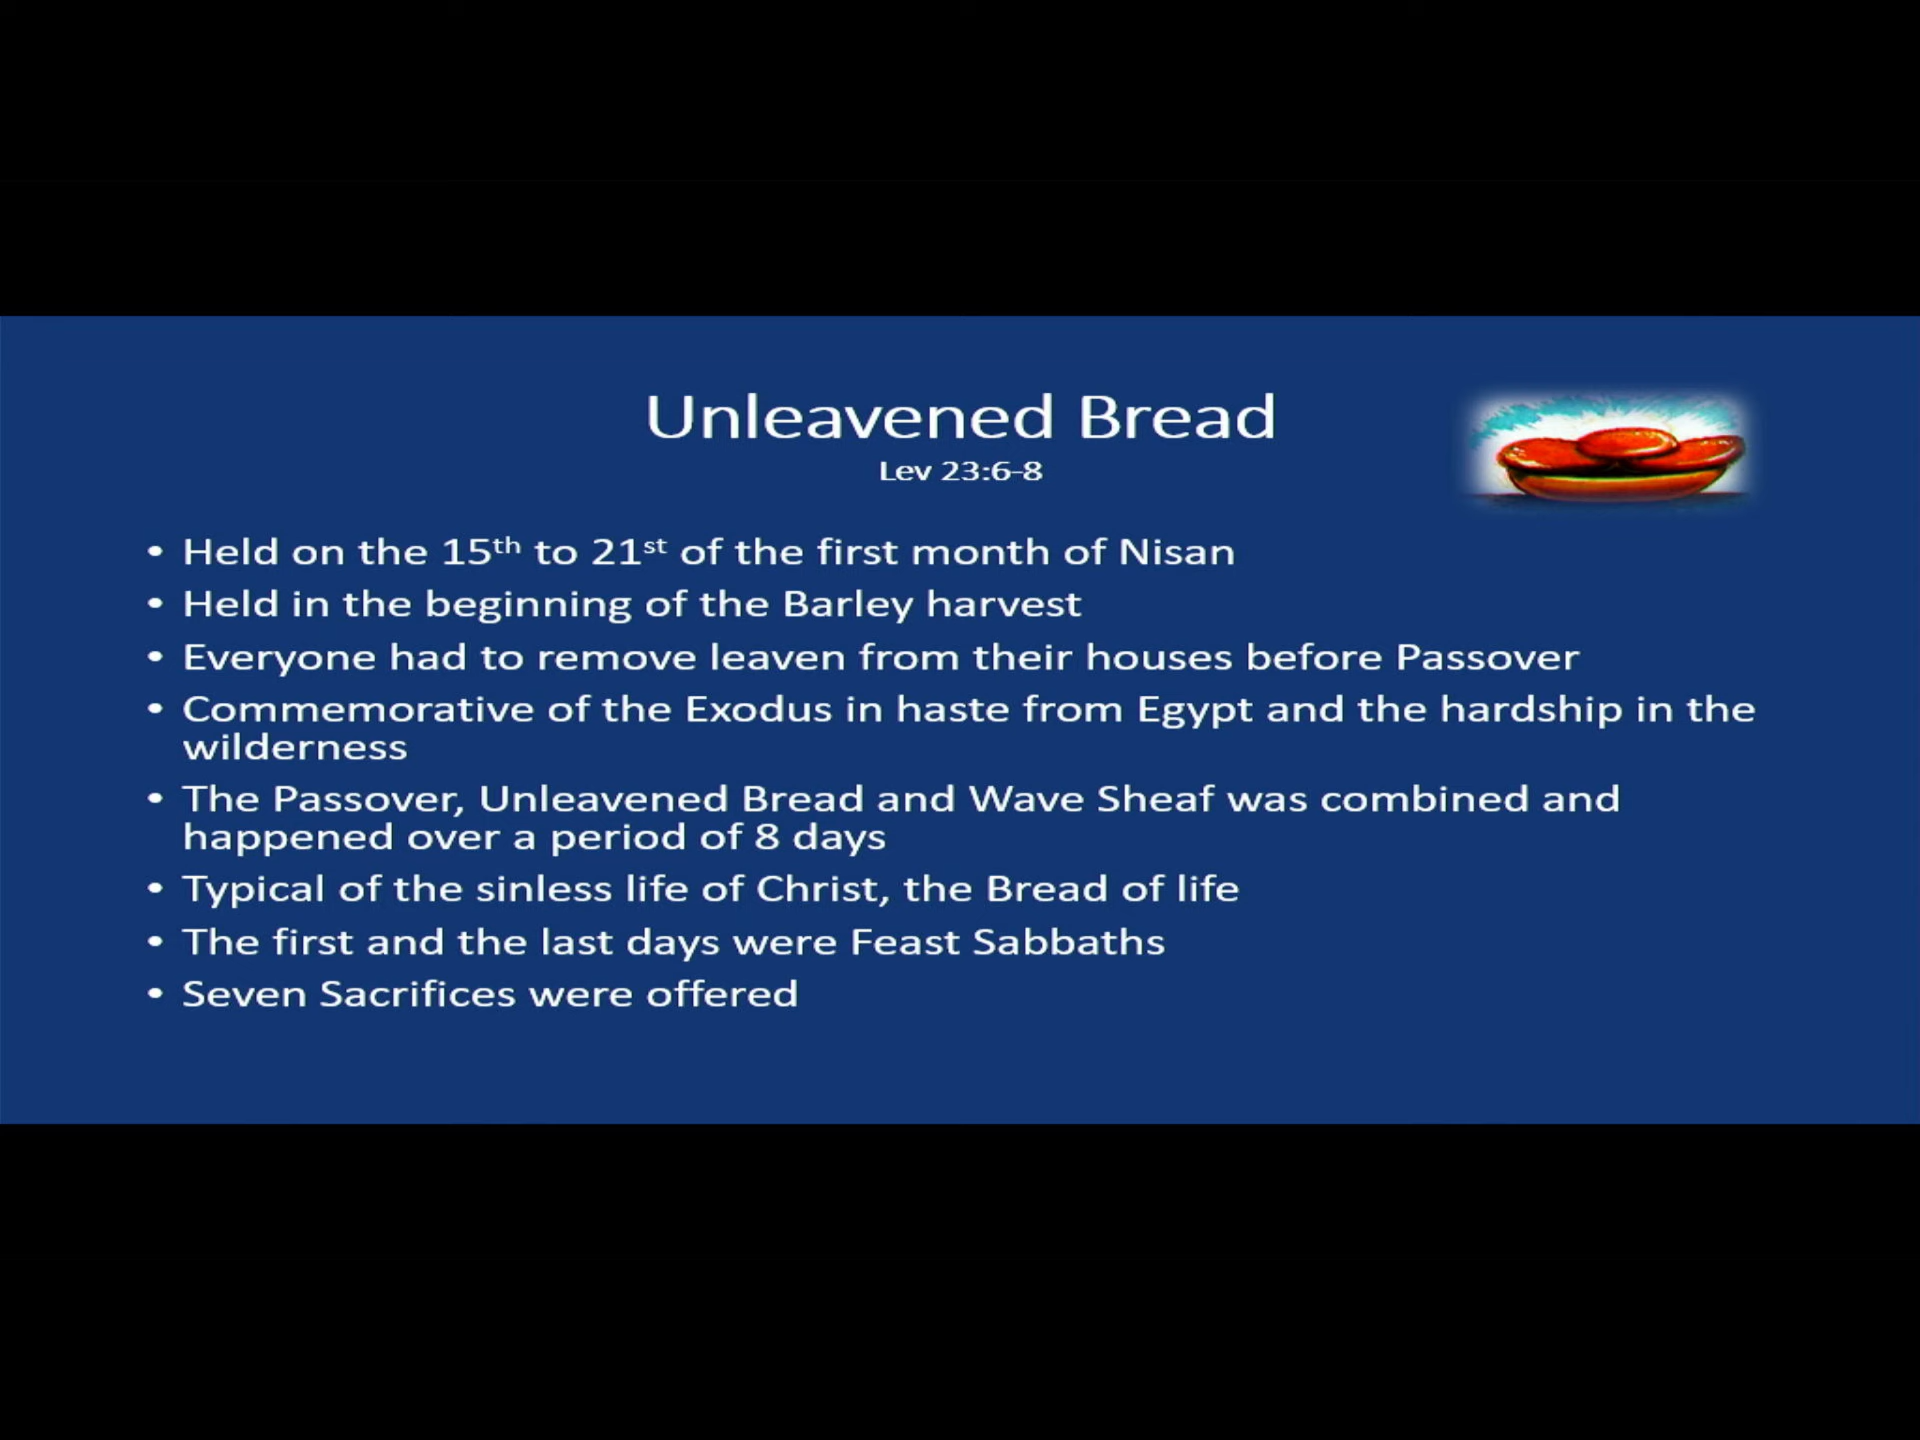 Unleavened Bread
Lev 23:6-8
• Held on the 15th to 21st of the first month of Nisan
• Held in the beginning of the Barley harvest
• Everyone had to remove leaven from their houses before Passover
• Commemorative of the Exodus in haste from Egypt and the hardship in the
wilderness
• The Passover, Unleavened Bread and Wave Sheaf was combined and
happened over a period of 8 days
• Typical of the sinless life of Christ, the Bread of life
• The first and the last days were Feast Sabbaths
• Seven Sacrifices were offered